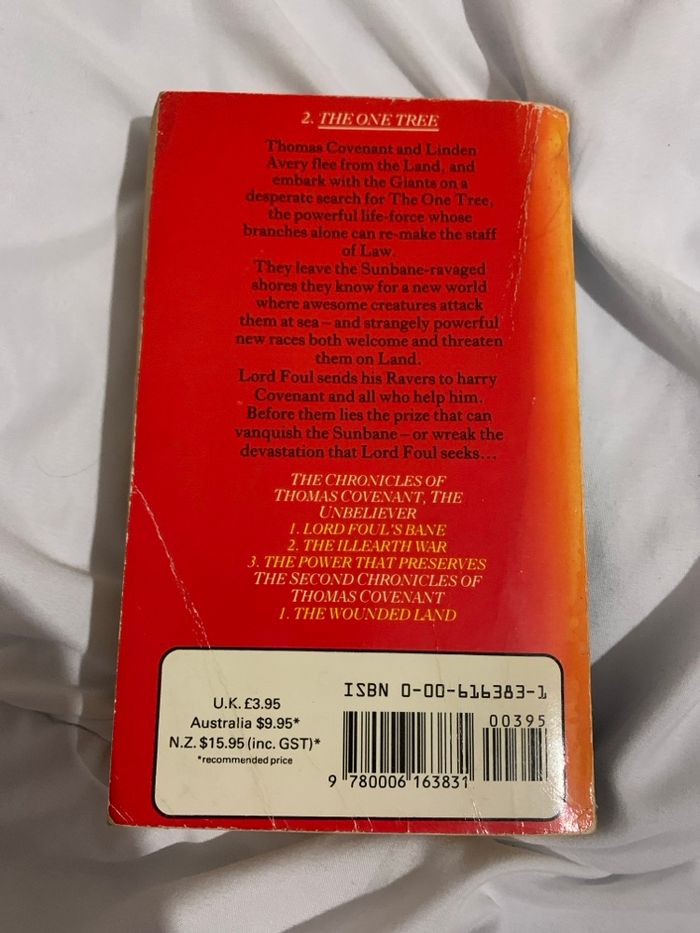 2. THE ONE TREE
Thomas Covenant and Linden
Avery flee from the Land, and
embark with the Giants on a
desperate search for The One Tree,
the powerful life-force whose
branches alone can re-make the staff
of Law.
They leave the Sunbane-ravaged
shores they know for a new world
where awesome creatures attack
them at sea – and strangely powerful
new races both welcome and threaten
them on Land.
Lord Foul sends his Ravers to harry
Covenant and all who help him.
Before them lies the prize that can
vanquish the Sunbane – or wreak the
devastation that Lord Foul seeks...
THE CHRONICLES OF
THOMAS COVENANT, THE
UNBELIEVER
1. LORD FOUL'S BANE
2. THE ILLEARTH WAR
3. THE POWER THAT PRESERVES
THE SECOND CHRONICLES OF
THOMAS COVENANT
1. THE WOUNDED LAND
U.K. £3.95
Australia $9.95*
N.Z. $15.95 (inc. GST)*
*recommended price
ISBN 0-00-616383-1
00395
9 780006 163831